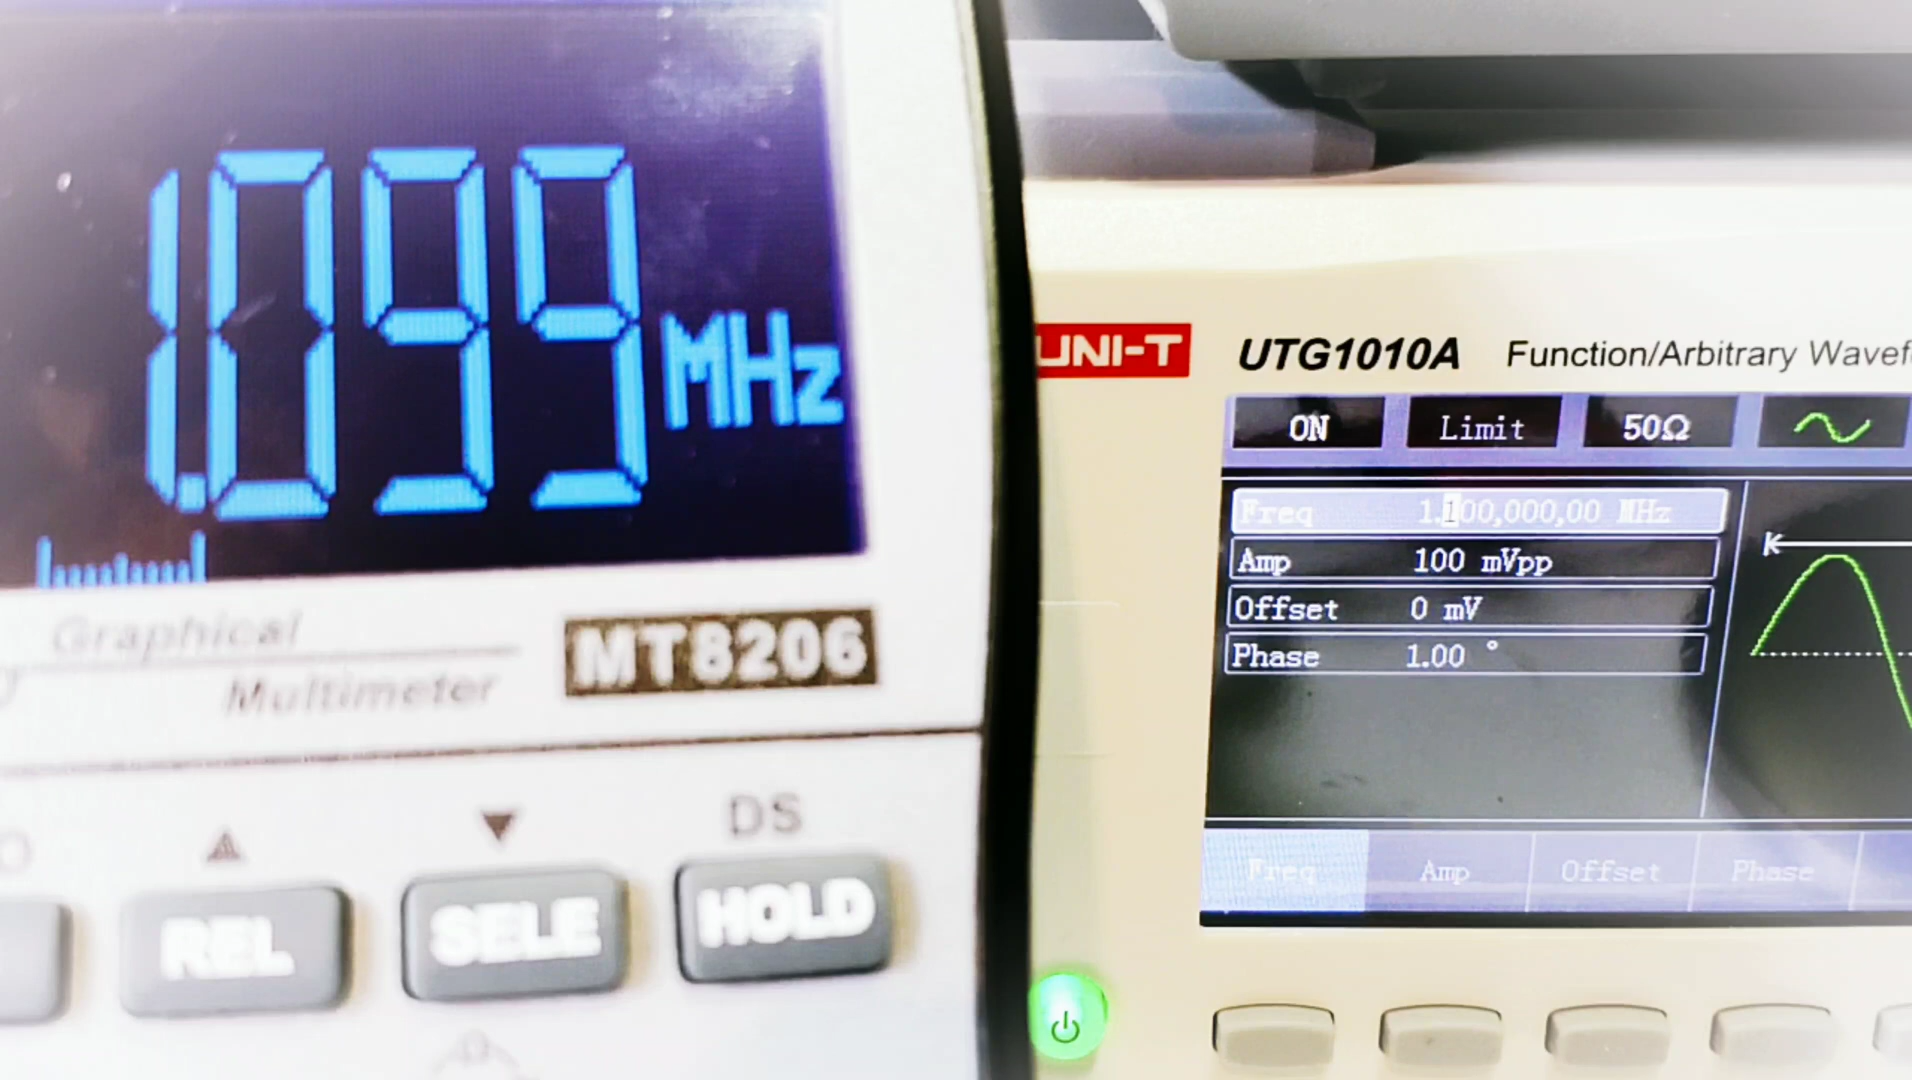 1.099 MHz
Graphical
Multimeter
MT8206
DS
REL
SELE
HOLD
UNI-T
UTG1010A Function/Arbitrary Wavef
ON Limit 50Ω
Freq 1.100,000,00 MHz
Amp 100 mVpp
Offset 0 mV
Phase 1.00 °
Freq Amp Offset Phase